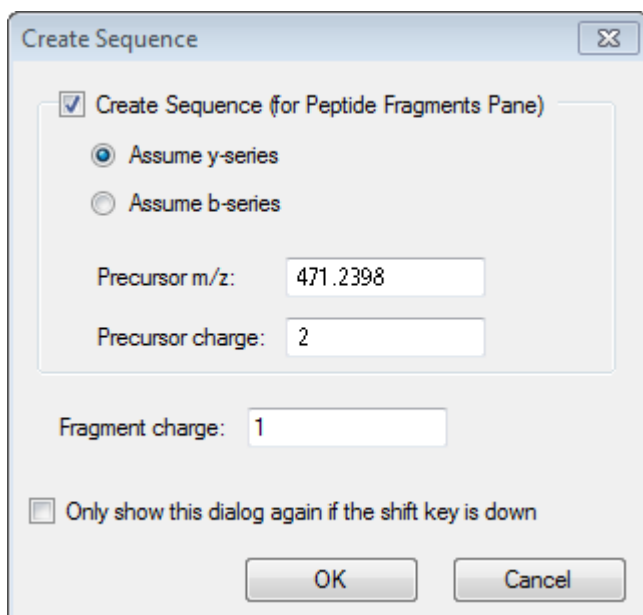 Create Sequence
Create Sequence (for Peptide Fragments Pane)
Assume y-series
Assume b-series
Precursor m/z: 471.2398
Precursor charge: 2
Fragment charge: 1
Only show this dialog again if the shift key is down
OK Cancel